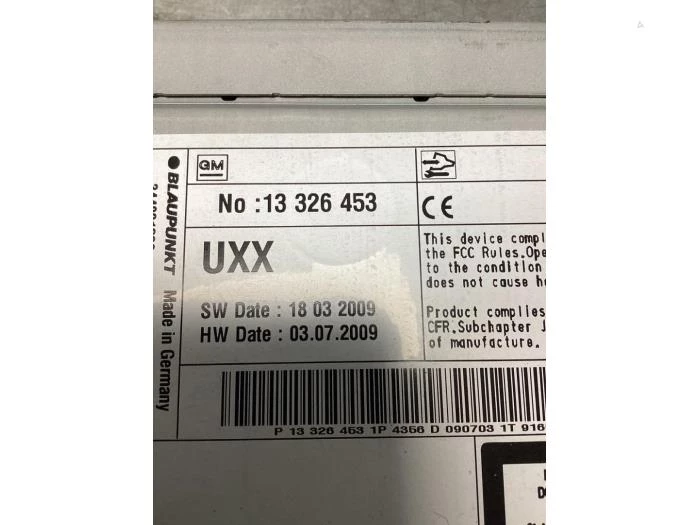 GM
No :13 326 453
UXX
SW Date : 18 03 2009
HW Date : 03.07.2009
This device compl
the FCC Rules.Ope
to the condition
does not cause h
Product complies
CFR.Subchapter J
of manufacture.
P 13 326 453 1P 4356 D 090703 1T 916
BLAUPUNKT Made in Germany